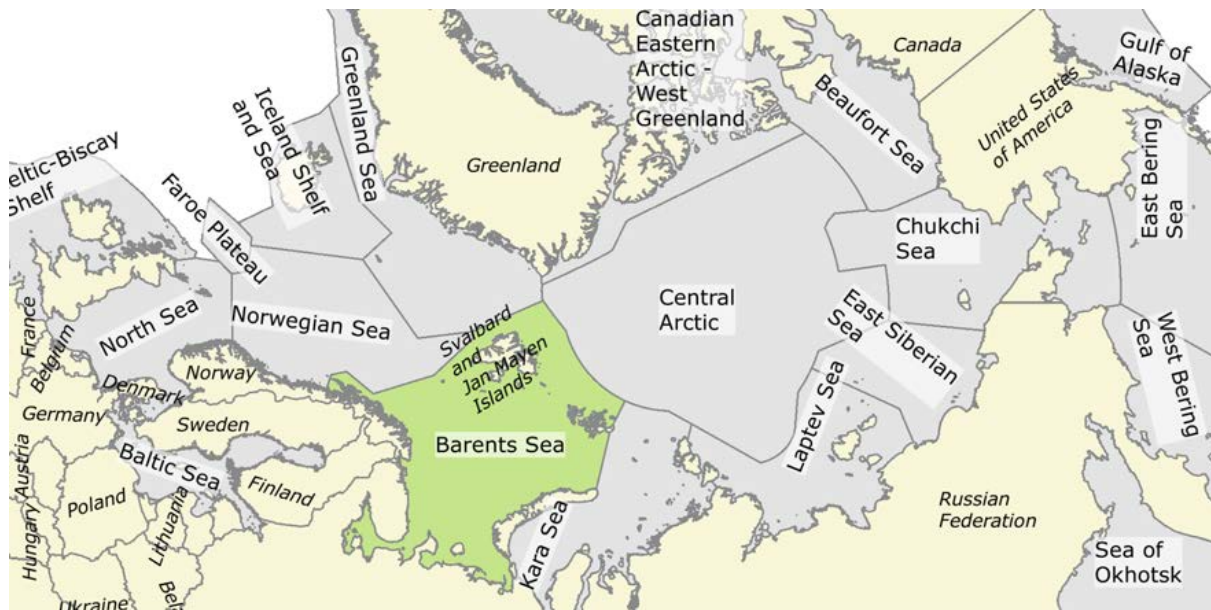 Canadian
Eastern
Arctic -
West
Greenland
Canada
Gulf of
Alaska
Greenland Sea
Iceland Shelf
and Sea
Beaufort Sea
United States
of America
Greenland
eltic-Biscay
Shelf
Faroe Plateau
East Bering
Sea
Chukchi
Sea
Central
Arctic
North Sea
Norwegian Sea
Svalbard
and
Jan Mayen
Islands
East Siberian
Sea
West Bering
Sea
France
Belgium
Denmark
Norway
Germany
Sweden
Barents Sea
Laptev Sea
Baltic Sea
Finland
Austria
Hungary
Poland
Lithuania
Kara Sea
Russian
Federation
Sea of
Okhotsk
Ukraine
Bel